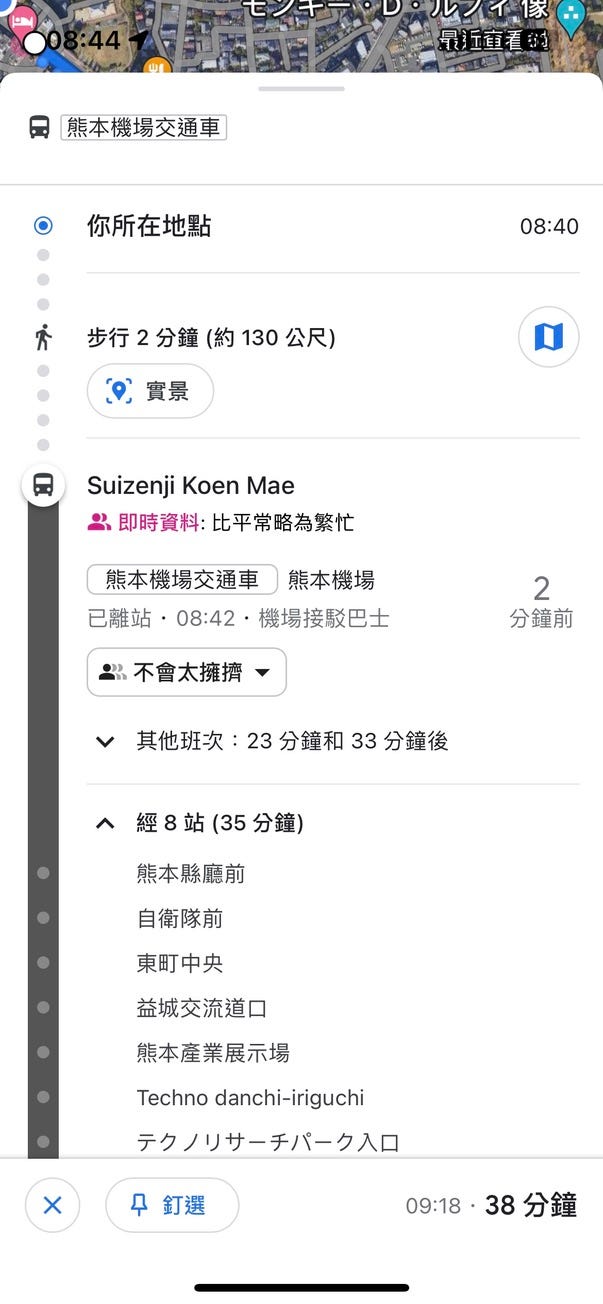 モンキー・D・ルフィ像
08:44
最近查看過
熊本機場交通車
你所在地點
08:40
步行 2 分鐘 (約 130 公尺)
實景
Suizenji Koen Mae
即時資料: 比平常略為繁忙
熊本機場交通車 熊本機場
2
分鐘前
已離站・08:42・機場接駁巴士
不會太擁擠
其他班次：23 分鐘和 33 分鐘後
經 8 站 (35 分鐘)
熊本縣廳前
自衛隊前
東町中央
益城交流道口
熊本產業展示場
Techno danchi-iriguchi
テクノリサーチパーク入口
釘選
09:18・38 分鐘